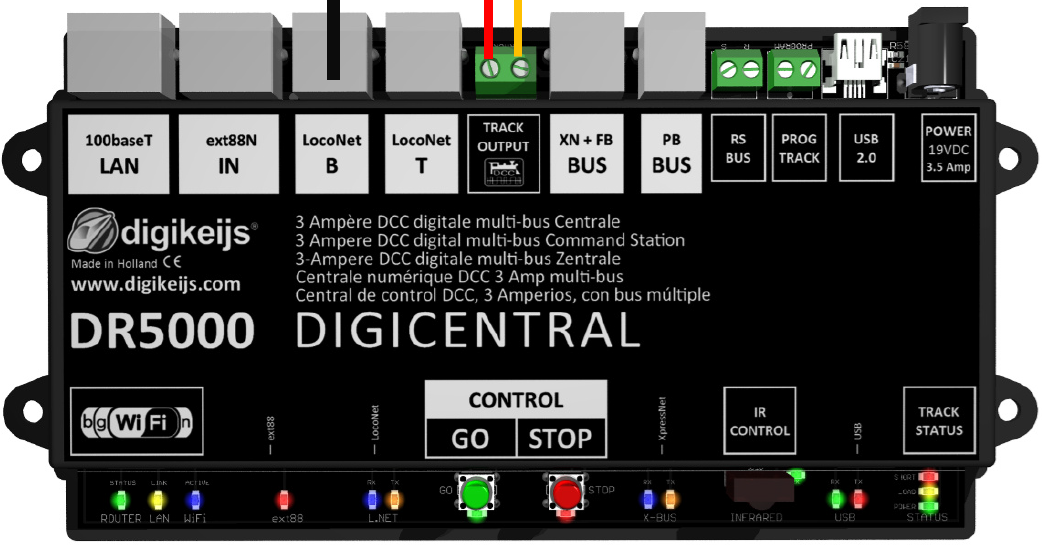 S R PROGRAM
100baseT
LAN
ext88N
IN
LocoNet
B
LocoNet
T
TRACK
OUTPUT
DCC
XN + FB
BUS
PB
BUS
RS
BUS
PROG
TRACK
USB
2.0
POWER
19VDC
3.5 Amp
digikeijs®
Made in Holland CE
www.digikeijs.com
DR5000
3 Ampère DCC digitale multi-bus Centrale
3 Ampere DCC digital multi-bus Command Station
3-Ampere DCC digitale multi-bus Zentrale
Centrale numérique DCC 3 Amp multi-bus
Central de control DCC, 3 Amperios, con bus múltiple
DIGICENTRAL
bg WiFi n
ext88
LocoNet
CONTROL
GO STOP
XpressNet
IR
CONTROL
USB
TRACK
STATUS
STATUS LINK ACTIVE
ROUTER LAN WiFi
ext88
RX TX
L.NET
GO STOP
RX TX
X-BUS
INFRARED
RX TX
USB
SHORT
LOAD
POWER
STATUS